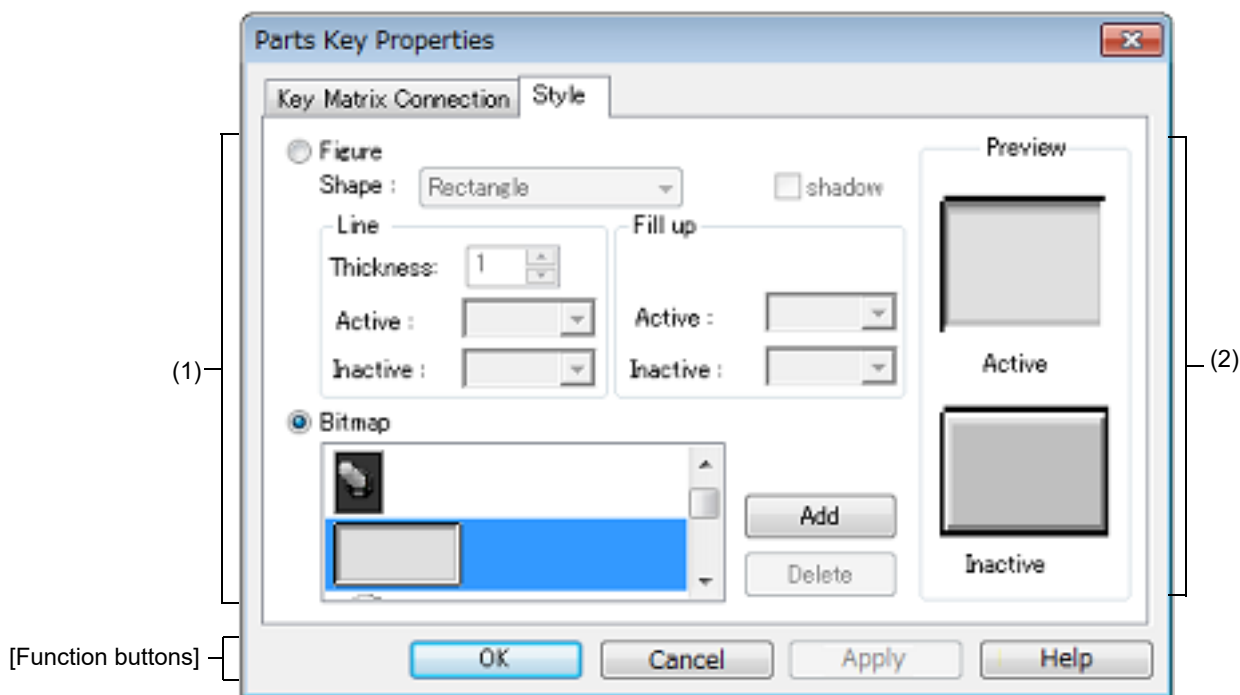 Parts Key Properties
Key Matrix Connection
Style
Figure
Shape :
Rectangle
shadow
Line
Thickness:
1
Active :
Inactive :
Fill up
Active :
Inactive :
Bitmap
Add
Delete
Preview
Active
Inactive
(1)
(2)
[Function buttons]
OK
Cancel
Apply
Help